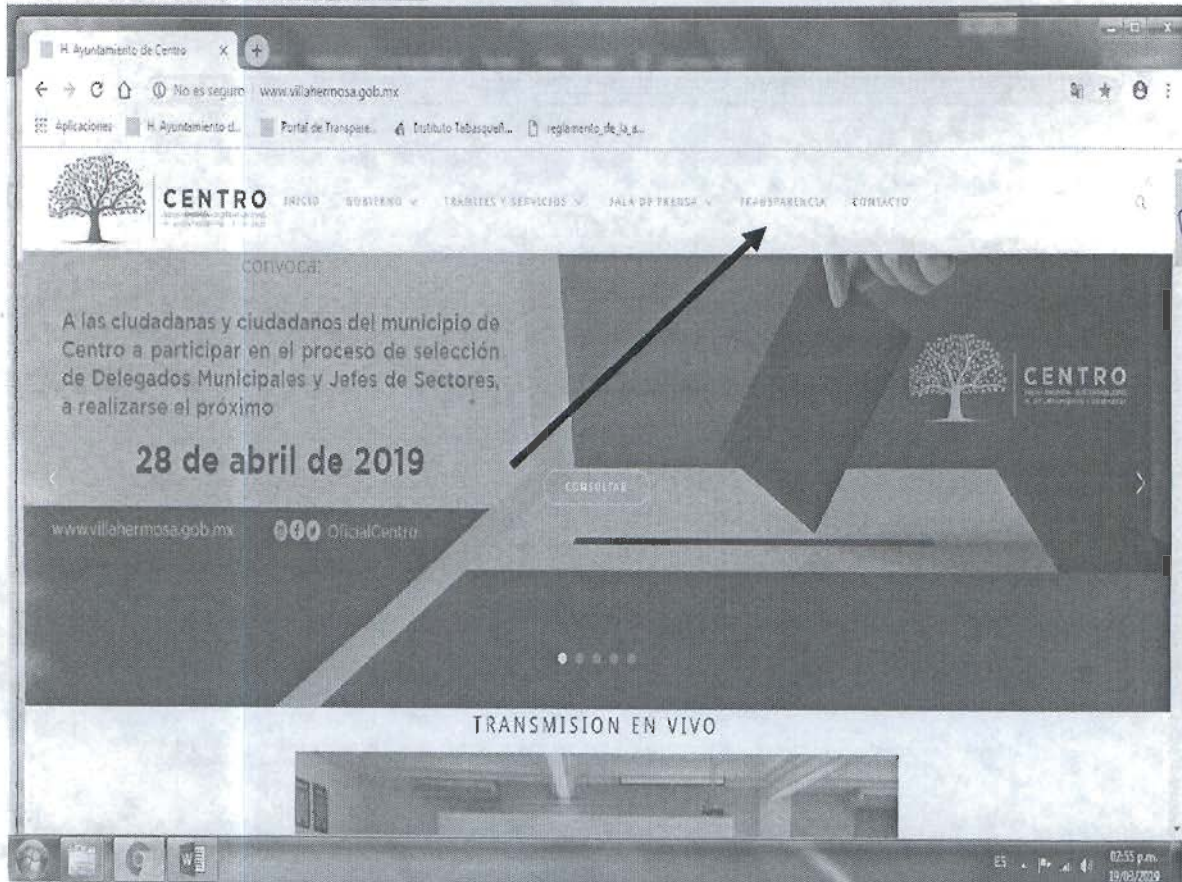 H. Ayuntamiento de Centro
No es seguro www.villahermosa.gob.mx
Aplicaciones H. Ayuntamiento d... Portal de Transpare... Instituto Tabasqueñ... reglamento_de_la_a...
CENTRO INICIO GOBIERNO TRÁMITES Y SERVICIOS SALA DE PRENSA TRANSPARENCIA CONTACTO
convoca:
A las ciudadanas y ciudadanos del municipio de
Centro a participar en el proceso de selección
de Delegados Municipales y Jefes de Sectores,
a realizarse el próximo
28 de abril de 2019
CENTRO
CONSULTAR
www.villahermosa.gob.mx OficialCentro
TRANSMISION EN VIVO
ES 02:55 p.m.
19/03/2019